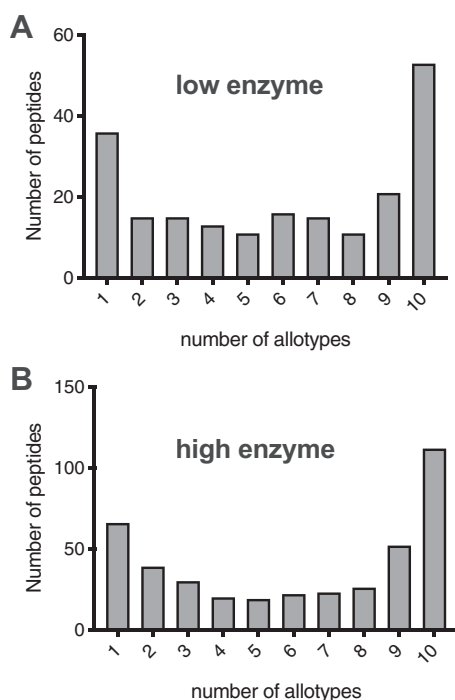 A
60
40
20
0
Number of peptides
low enzyme
1 2 3 4 5 6 7 8 9 10
number of allotypes
B
150
100
50
0
Number of peptides
high enzyme
1 2 3 4 5 6 7 8 9 10
number of allotypes